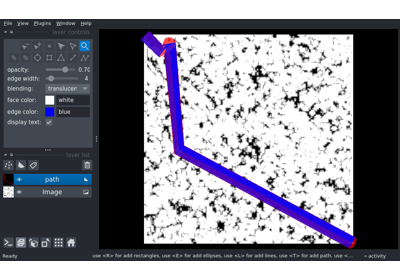 File View Plugins Window Help
layer controls
opacity: 0.70
edge width: 4
blending: translucen
face color: white
edge color: blue
display text:
layer list
path
Image
Ready use <R> for add rectangles, use <E> for add ellipses, use <L> for add lines, use <T> for add path, use <... activity